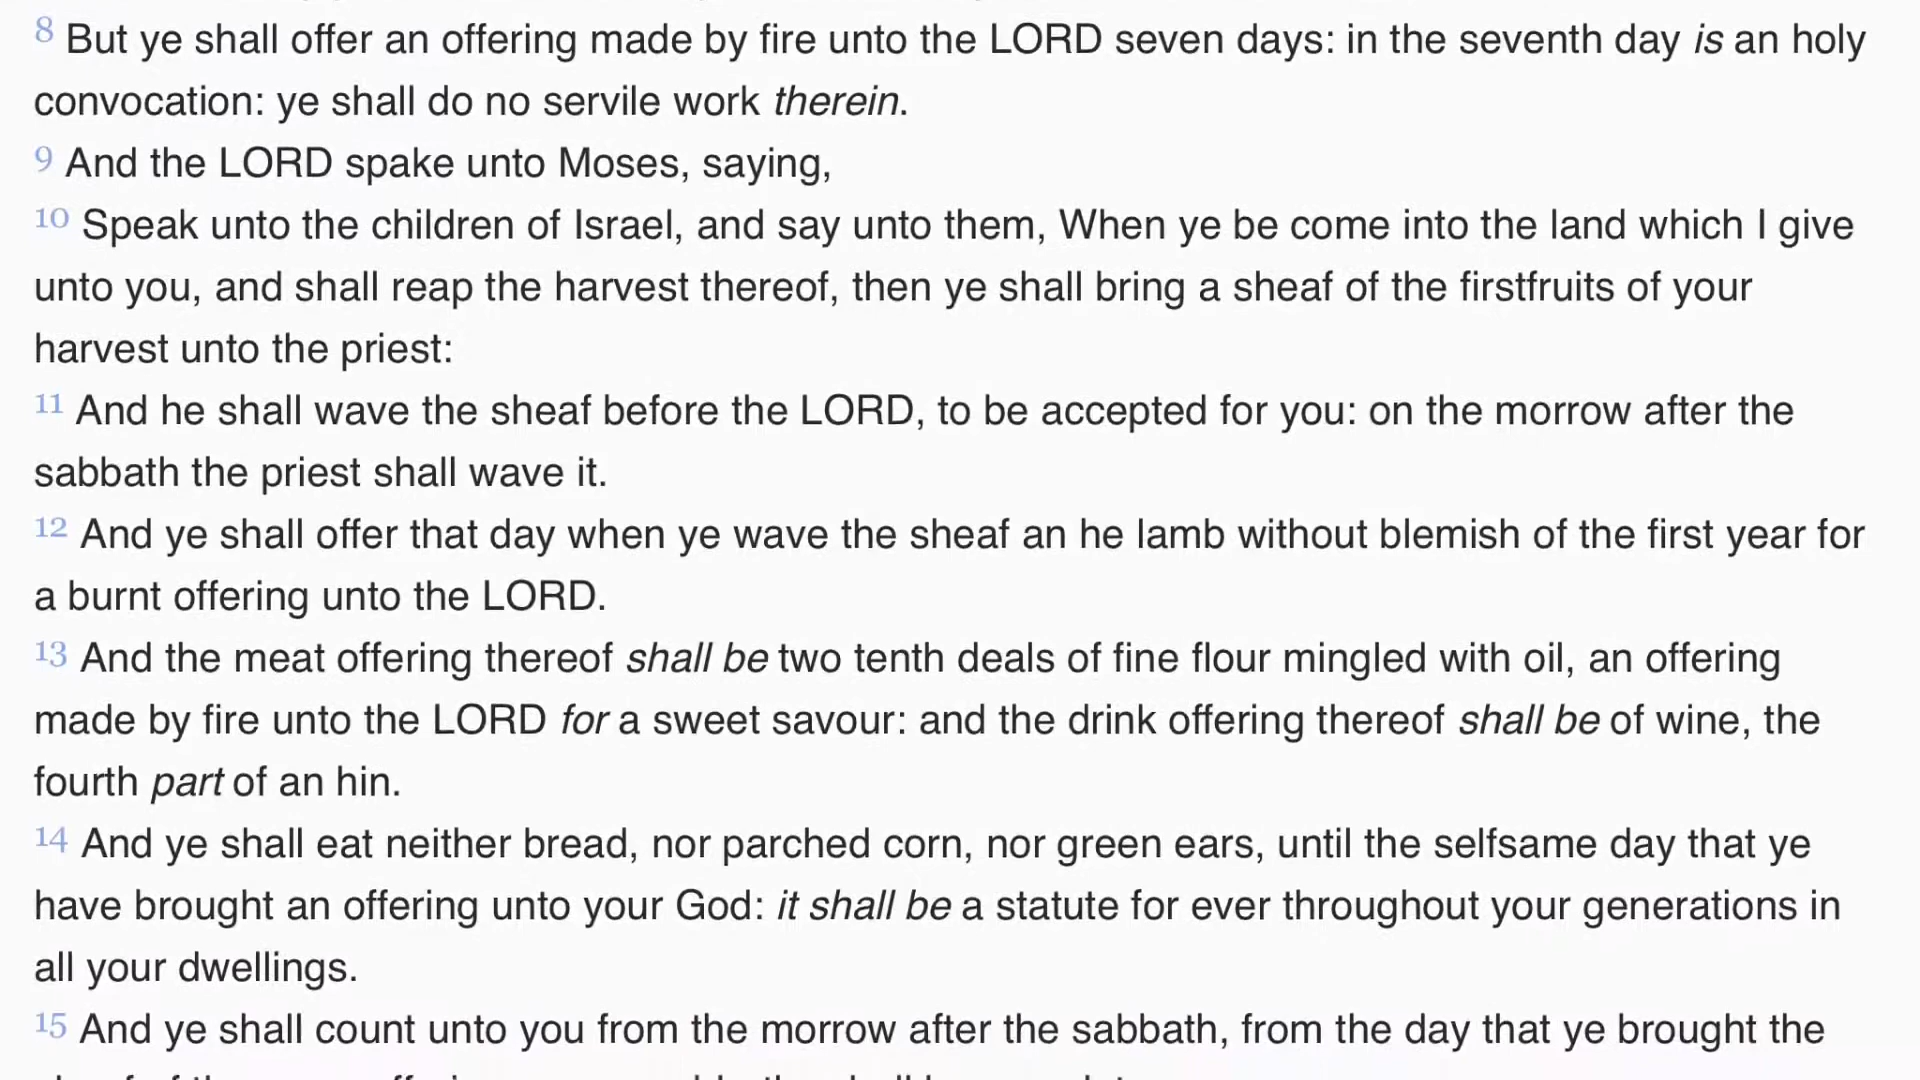 8 But ye shall offer an offering made by fire unto the LORD seven days: in the seventh day is an holy
convocation: ye shall do no servile work therein.
9 And the LORD spake unto Moses, saying,
10 Speak unto the children of Israel, and say unto them, When ye be come into the land which I give
unto you, and shall reap the harvest thereof, then ye shall bring a sheaf of the firstfruits of your
harvest unto the priest:
11 And he shall wave the sheaf before the LORD, to be accepted for you: on the morrow after the
sabbath the priest shall wave it.
12 And ye shall offer that day when ye wave the sheaf an he lamb without blemish of the first year for
a burnt offering unto the LORD.
13 And the meat offering thereof shall be two tenth deals of fine flour mingled with oil, an offering
made by fire unto the LORD for a sweet savour: and the drink offering thereof shall be of wine, the
fourth part of an hin.
14 And ye shall eat neither bread, nor parched corn, nor green ears, until the selfsame day that ye
have brought an offering unto your God: it shall be a statute for ever throughout your generations in
all your dwellings.
15 And ye shall count unto you from the morrow after the sabbath, from the day that ye brought the